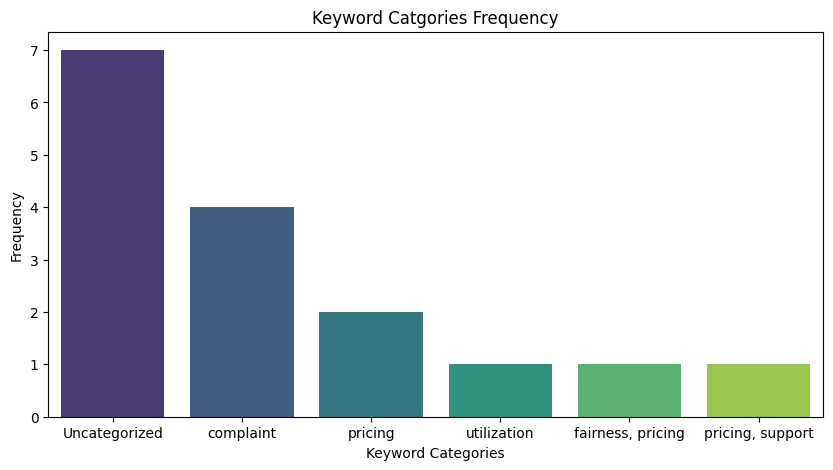 Keyword Catgories Frequency
Frequency
7
6
5
4
3
2
1
0
Uncategorized complaint pricing utilization fairness, pricing pricing, support
Keyword Categories